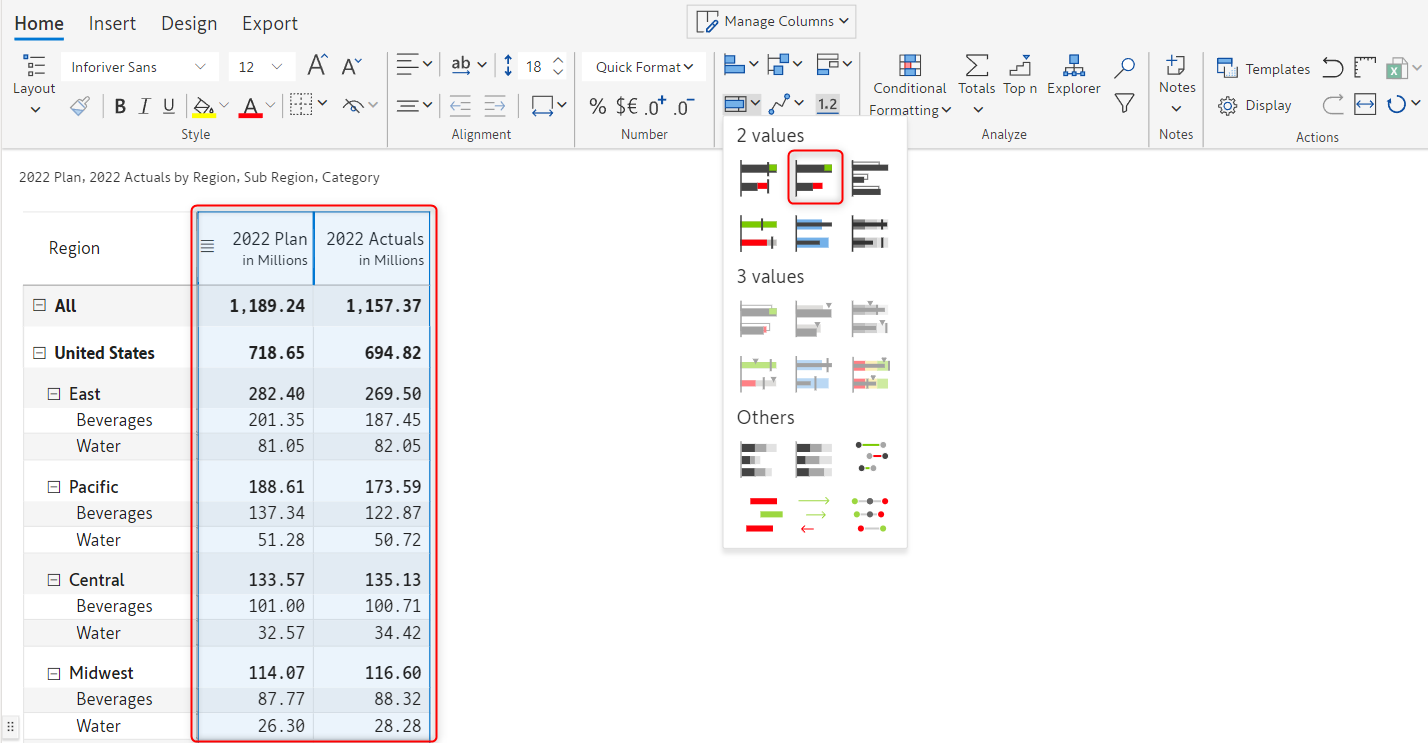 Home Insert Design Export
Manage Columns
Layout
Inforiver Sans 12
B I U A
Style
ab 18
Alignment
Quick Format
% $€ .0+ .0-
Number
1.2
Conditional Formatting
Totals
Top n
Explorer
Analyze
Notes
Notes
Templates
Display
Actions
2 values
3 values
Others
2022 Plan, 2022 Actuals by Region, Sub Region, Category
Region 2022 Plan in Millions 2022 Actuals in Millions
All 1,189.24 1,157.37
United States 718.65 694.82
East 282.40 269.50
Beverages 201.35 187.45
Water 81.05 82.05
Pacific 188.61 173.59
Beverages 137.34 122.87
Water 51.28 50.72
Central 133.57 135.13
Beverages 101.00 100.71
Water 32.57 34.42
Midwest 114.07 116.60
Beverages 87.77 88.32
Water 26.30 28.28